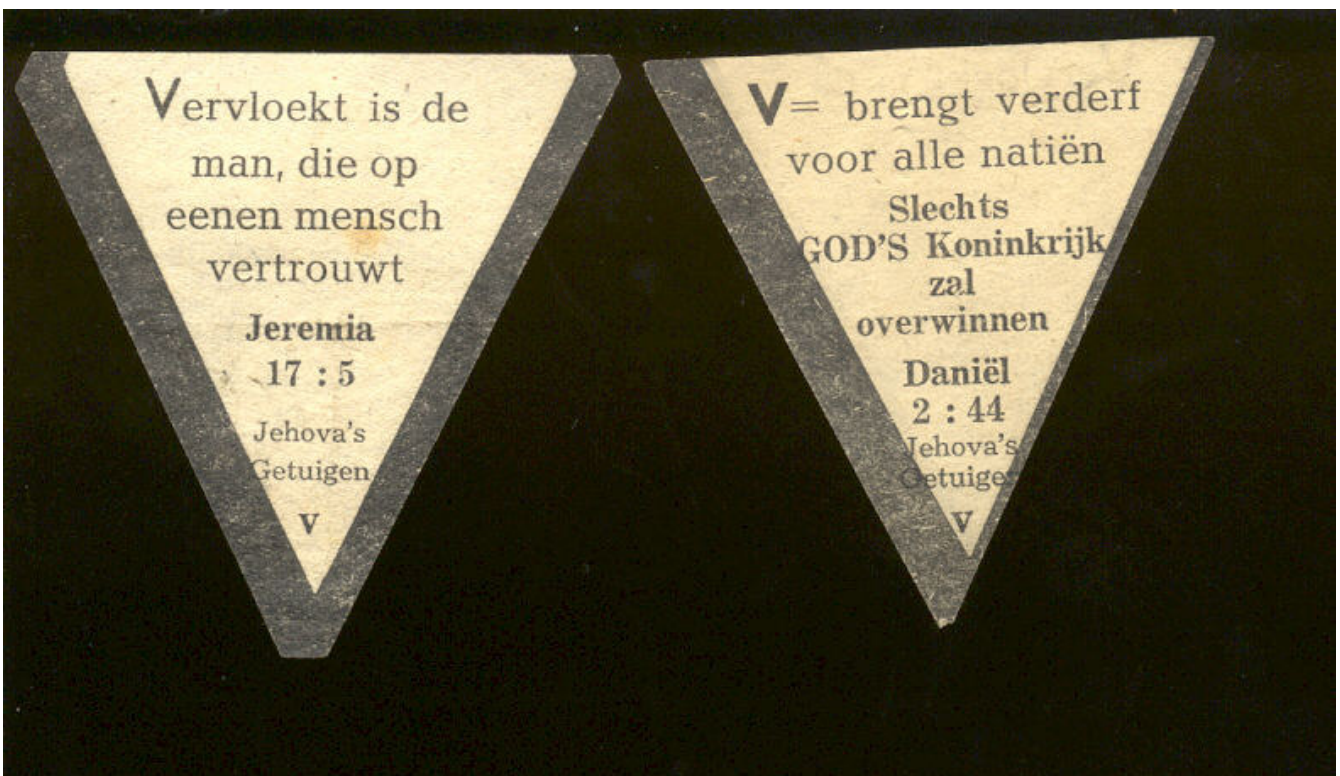 Vervloekt is de
man, die op
eenen mensch
vertrouwt
Jeremia
17 : 5
Jehova's
Getuigen
V
V= brengt verderf
voor alle natiën
Slechts
GOD'S Koninkrijk
zal
overwinnen
Daniël
2 : 44
Jehova's
Getuigen
V